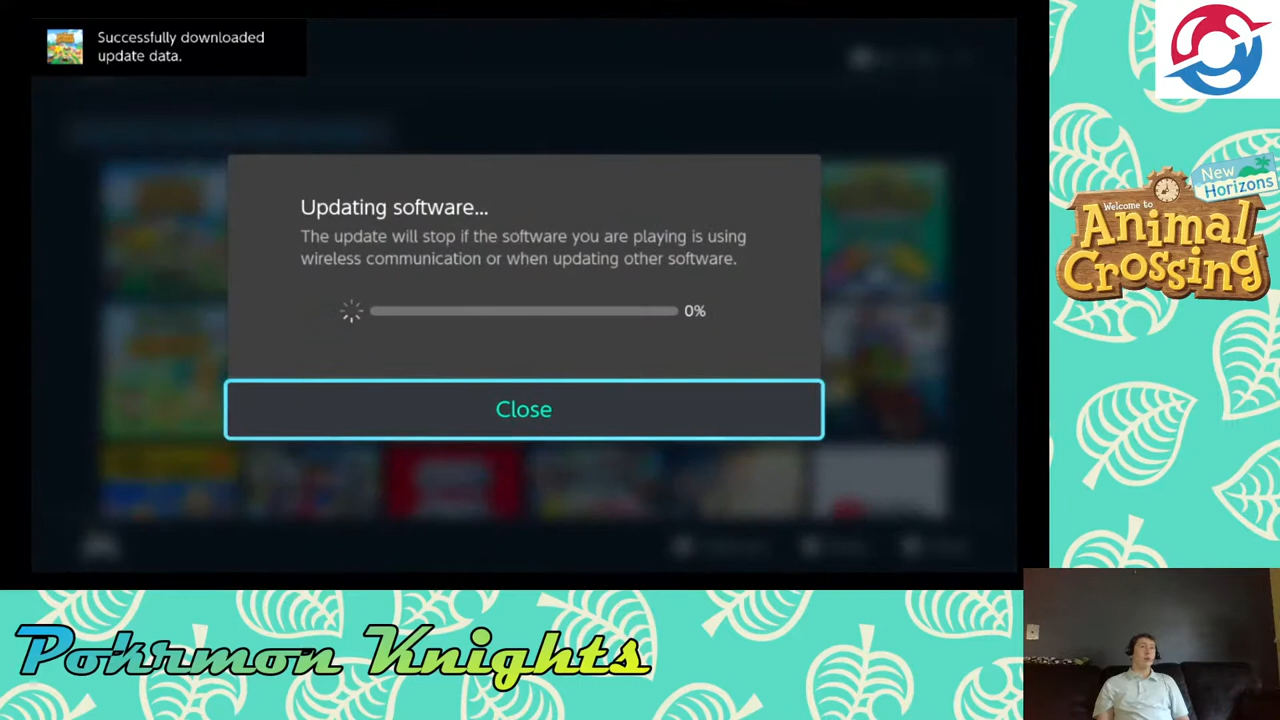 Successfully downloaded
update data.
Updating software...
The update will stop if the software you are playing is using
wireless communication or when updating other software.
0%
Close
New
Horizons
Welcome to
Animal
Crossing
Pokrmon Knights